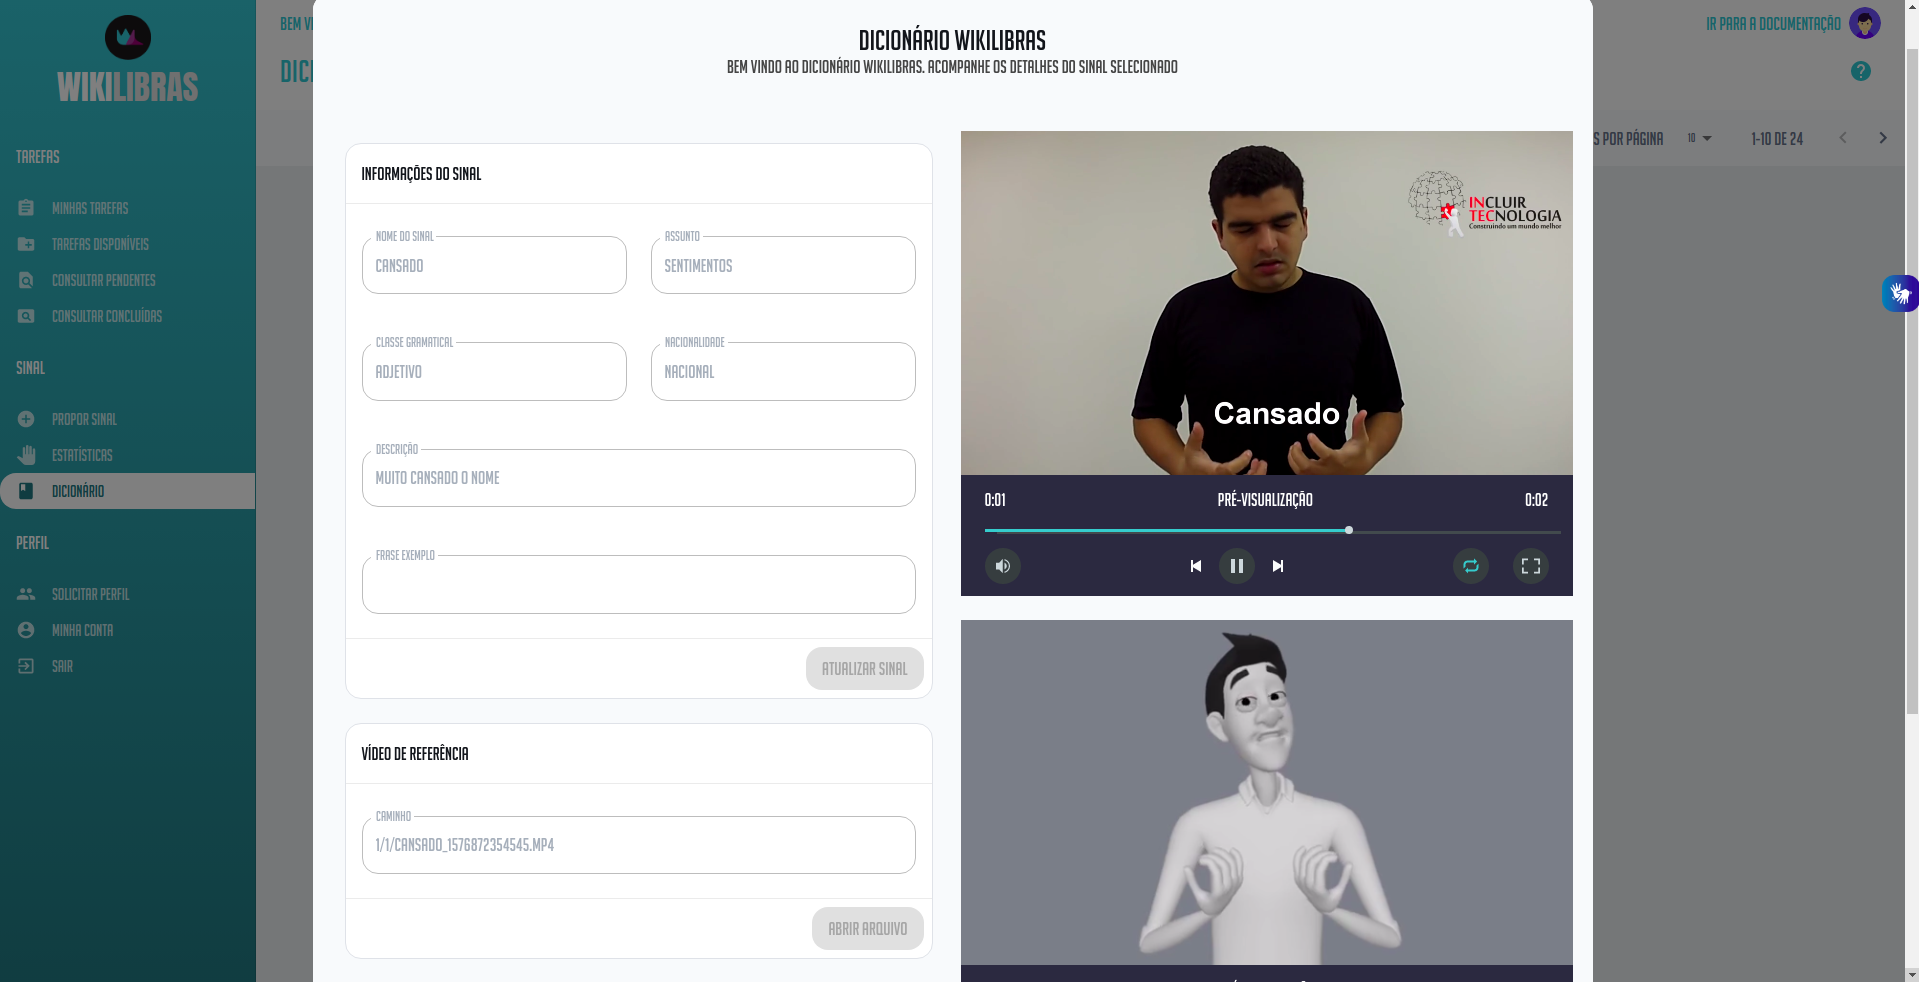 WIKILIBRAS
TAREFAS
MINHAS TAREFAS
TAREFAS DISPONÍVEIS
CONSULTAR PENDENTES
CONSULTAR CONCLUÍDAS
SINAL
PROPOR SINAL
ESTATÍSTICAS
DICIONÁRIO
PERFIL
SOLICITAR PERFIL
MINHA CONTA
SAIR
BEM
IR PARA A DOCUMENTAÇÃO
?
POR PÁGINA
10
1-10 DE 24
DICIONÁRIO WIKILIBRAS
BEM VINDO AO DICIONÁRIO WIKILIBRAS. ACOMPANHE OS DETALHES DO SINAL SELECIONADO
INFORMAÇÕES DO SINAL
NOME DO SINAL
CANSADO
ASSUNTO
SENTIMENTOS
CLASSE GRAMATICAL
ADJETIVO
NACIONALIDADE
NACIONAL
DESCRIÇÃO
MUITO CANSADO O NOME
FRASE EXEMPLO
ATUALIZAR SINAL
VÍDEO DE REFERÊNCIA
CAMINHO
1/1/CANSADO_1576872354545.MP4
ABRIR ARQUIVO
INCLUIR
TECNOLOGIA
Construindo um mundo melhor
Cansado
0:01
PRÉ-VISUALIZAÇÃO
0:02